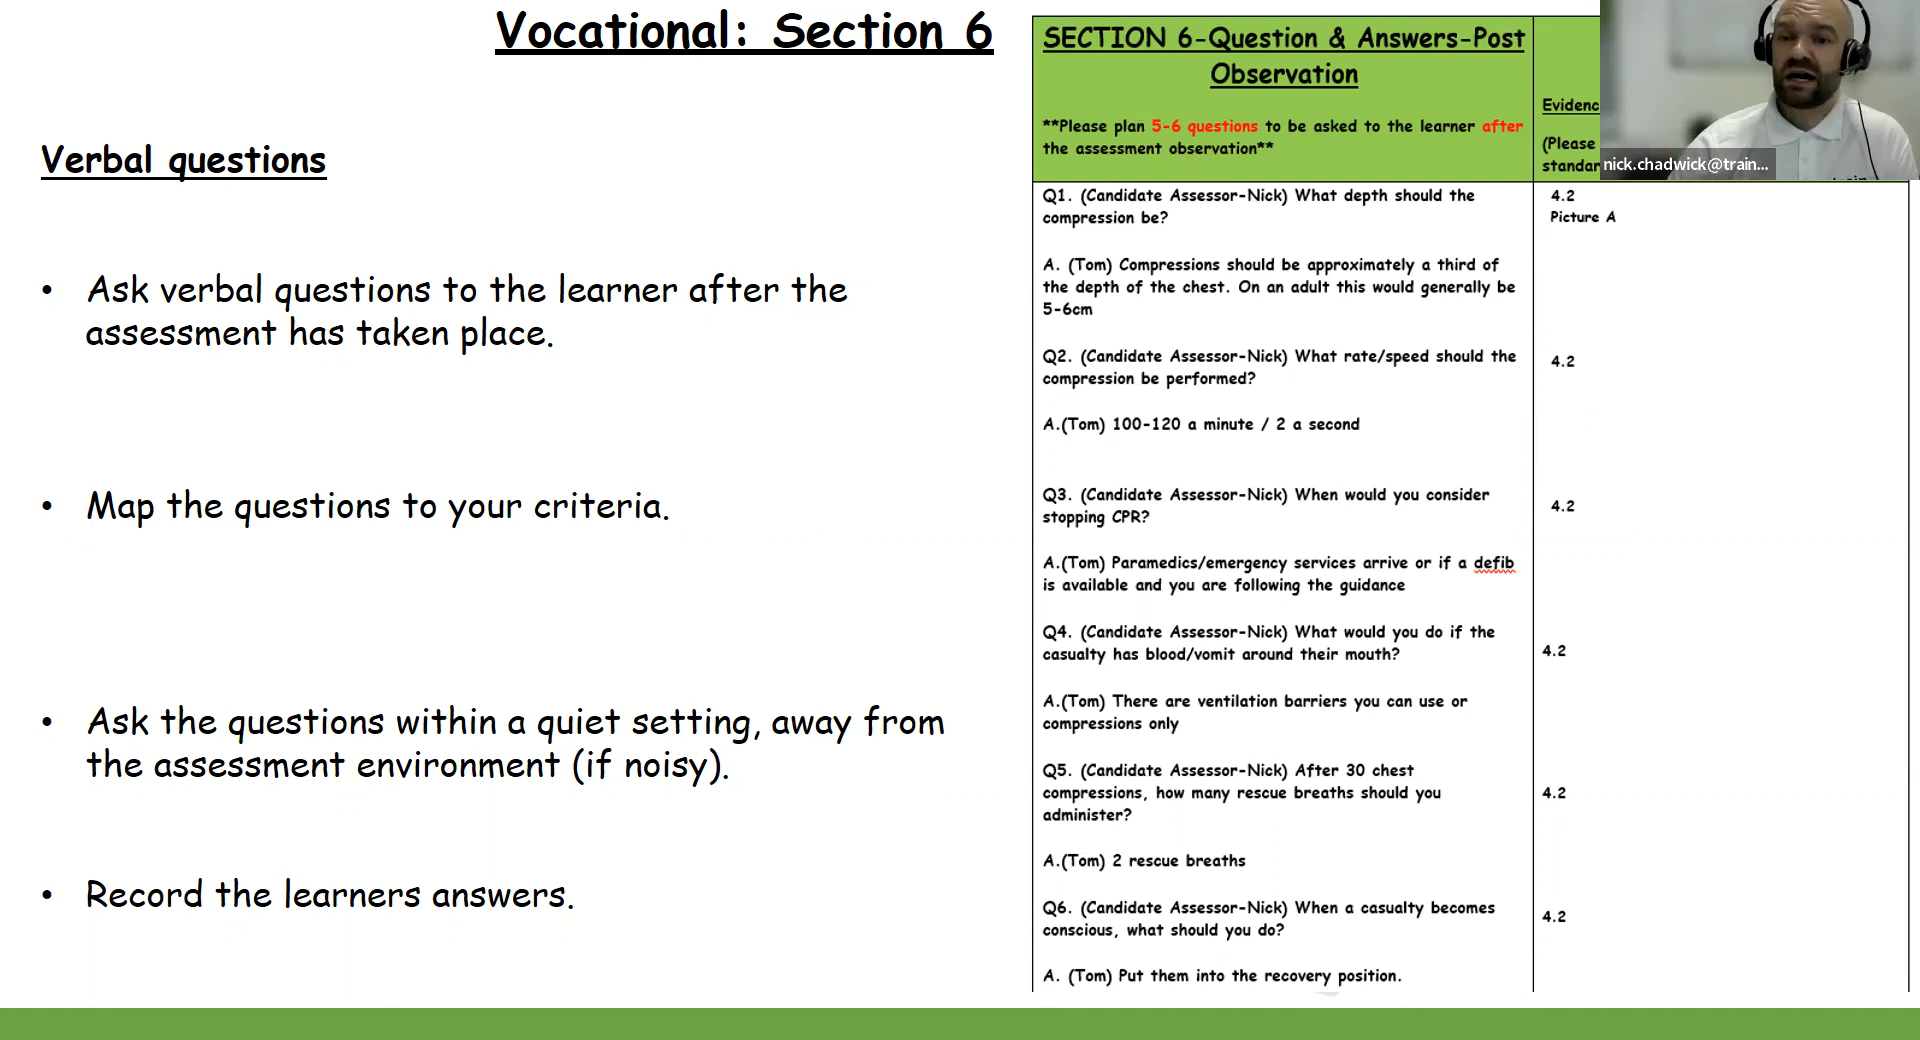 Vocational: Section 6
Verbal questions
• Ask verbal questions to the learner after the
assessment has taken place.
• Map the questions to your criteria.
• Ask the questions within a quiet setting, away from
the assessment environment (if noisy).
• Record the learners answers.
SECTION 6-Question & Answers-Post
Observation
**Please plan 5-6 questions to be asked to the learner after
the assessment observation**
Evidenc
(Please
standar
nick.chadwick@train...
Q1. (Candidate Assessor-Nick) What depth should the
compression be?
4.2
Picture A
A. (Tom) Compressions should be approximately a third of
the depth of the chest. On an adult this would generally be
5-6cm
Q2. (Candidate Assessor-Nick) What rate/speed should the
compression be performed?
4.2
A.(Tom) 100-120 a minute / 2 a second
Q3. (Candidate Assessor-Nick) When would you consider
stopping CPR?
4.2
A.(Tom) Paramedics/emergency services arrive or if a defib
is available and you are following the guidance
Q4. (Candidate Assessor-Nick) What would you do if the
casualty has blood/vomit around their mouth?
4.2
A.(Tom) There are ventilation barriers you can use or
compressions only
Q5. (Candidate Assessor-Nick) After 30 chest
compressions, how many rescue breaths should you
administer?
4.2
A.(Tom) 2 rescue breaths
Q6. (Candidate Assessor-Nick) When a casualty becomes
conscious, what should you do?
4.2
A. (Tom) Put them into the recovery position.